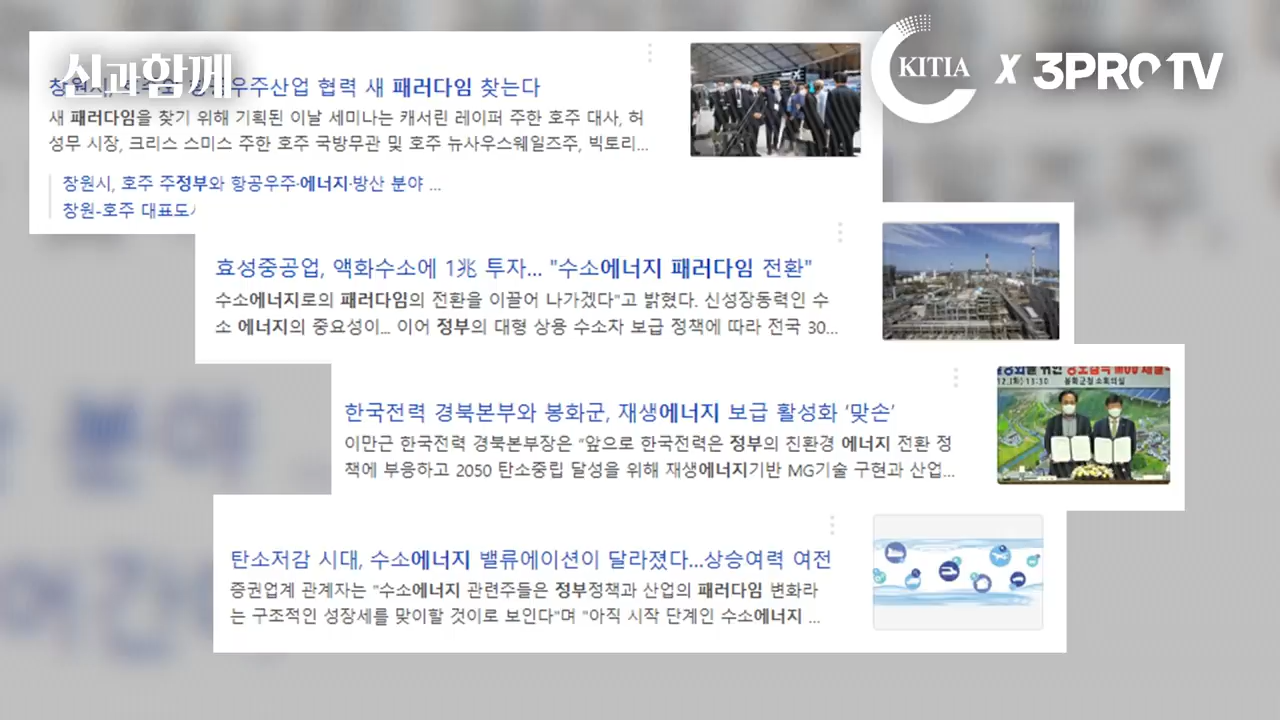 신과함께
KITIA X 3PROTV
창원시, 호주와 항공우주산업 협력 새 패러다임 찾는다
새 패러다임을 찾기 위해 기획된 이날 세미나는 캐서린 레이퍼 주한 호주 대사, 허
성무 시장, 크리스 스미스 주한 호주 국방무관 및 호주 뉴사우스웨일즈주, 빅토리...
창원시, 호주 주정부와 항공우주·에너지·방산 분야 ...
창원-호주 대표도시
효성중공업, 액화수소에 1兆 투자... "수소에너지 패러다임 전환"
수소에너지로의 패러다임의 전환을 이끌어 나가겠다"고 밝혔다. 신성장동력인 수
소 에너지의 중요성이... 이어 정부의 대형 상용 수소차 보급 정책에 따라 전국 30...
한국전력 경북본부와 봉화군, 재생에너지 보급 활성화 ‘맞손’
이만근 한국전력 경북본부장은 “앞으로 한국전력은 정부의 친환경 에너지 전환 정
책에 부응하고 2050 탄소중립 달성을 위해 재생에너지기반 MG기술 구현과 산업...
봉화군청 소회의실
탄소저감 시대, 수소에너지 밸류에이션이 달라졌다...상승여력 여전
증권업계 관계자는 "수소에너지 관련주들은 정부정책과 산업의 패러다임 변화라
는 구조적인 성장세를 맞이할 것이로 보인다"며 "아직 시작 단계인 수소에너지 ...